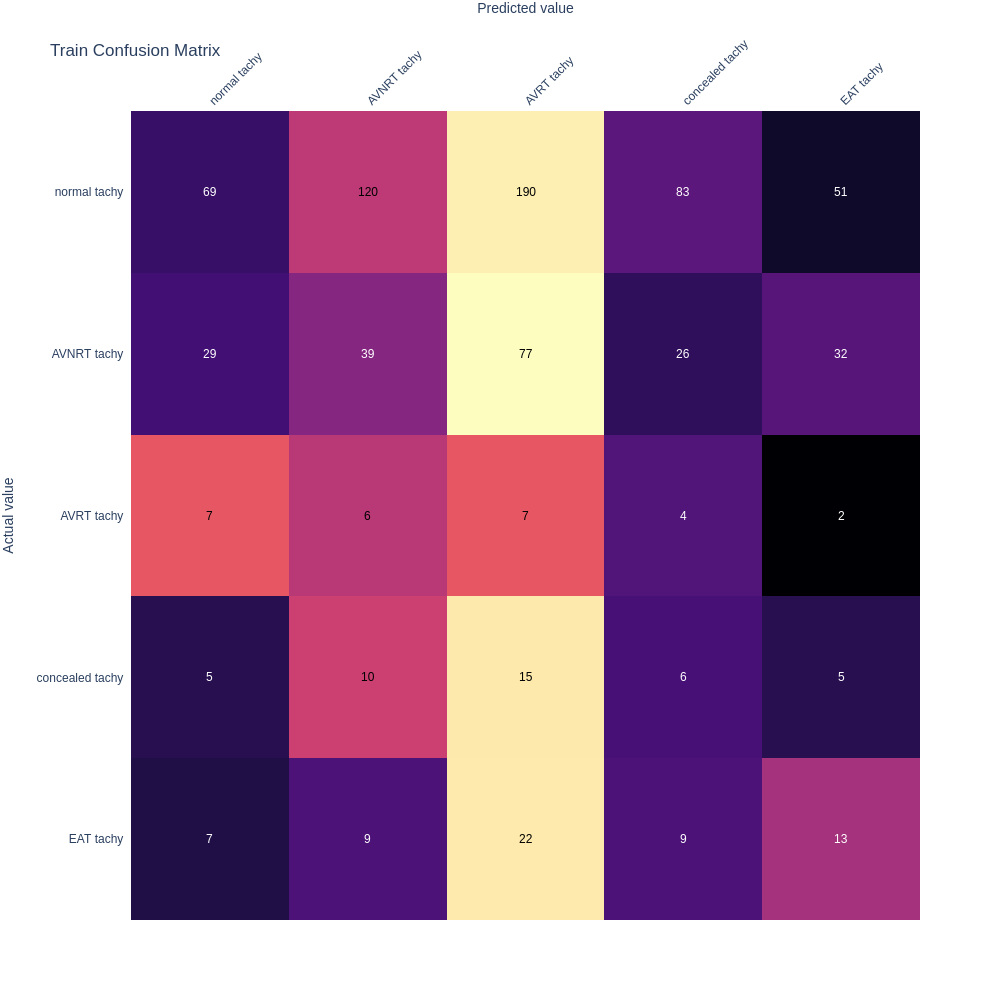 Predicted value
Train Confusion Matrix
normal tachy
AVNRT tachy
AVRT tachy
concealed tachy
EAT tachy
normal tachy 69 120 190 83 51
AVNRT tachy 29 39 77 26 32
Actual value
AVRT tachy 7 6 7 4 2
concealed tachy 5 10 15 6 5
EAT tachy 7 9 22 9 13